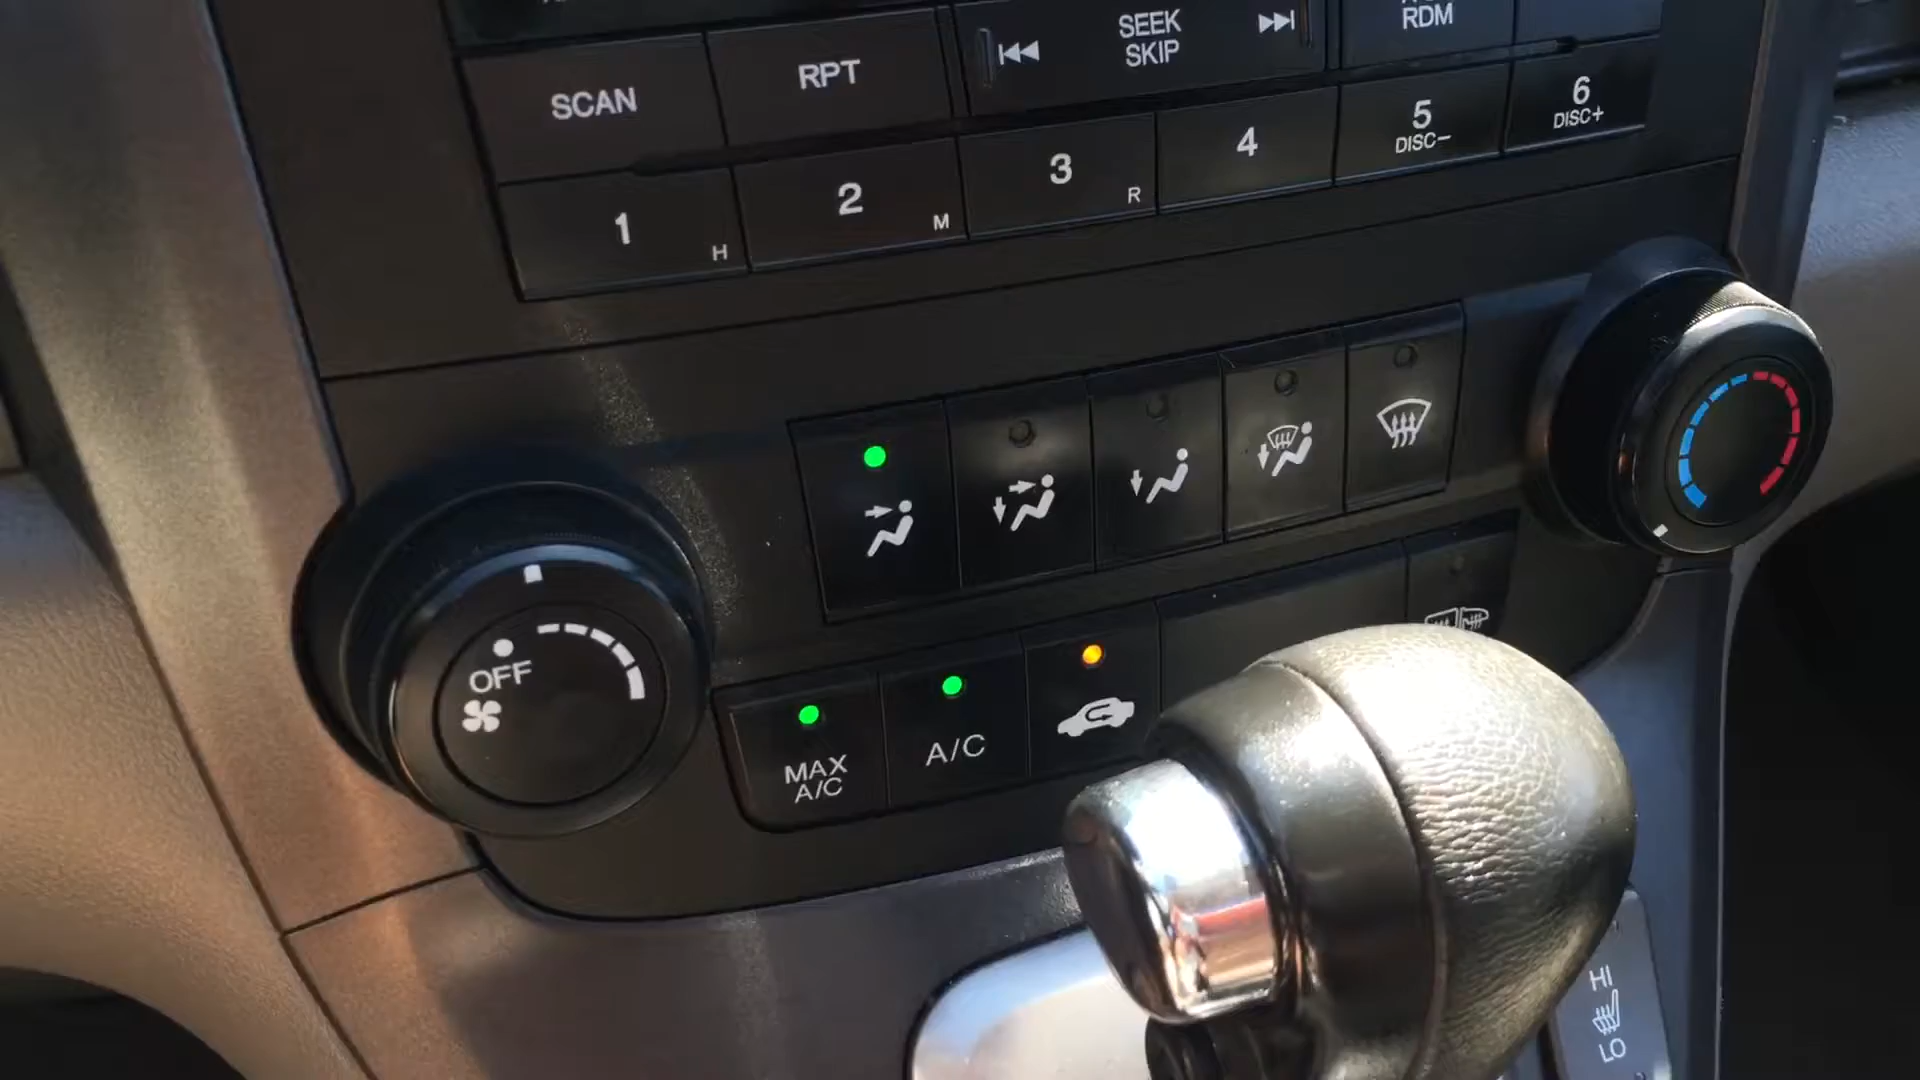 SCAN
RPT
SEEK
SKIP
RDM
1
H
2
M
3
R
4
5
DISC−
6
DISC+
OFF
MAX
A/C
A/C
HI
LO